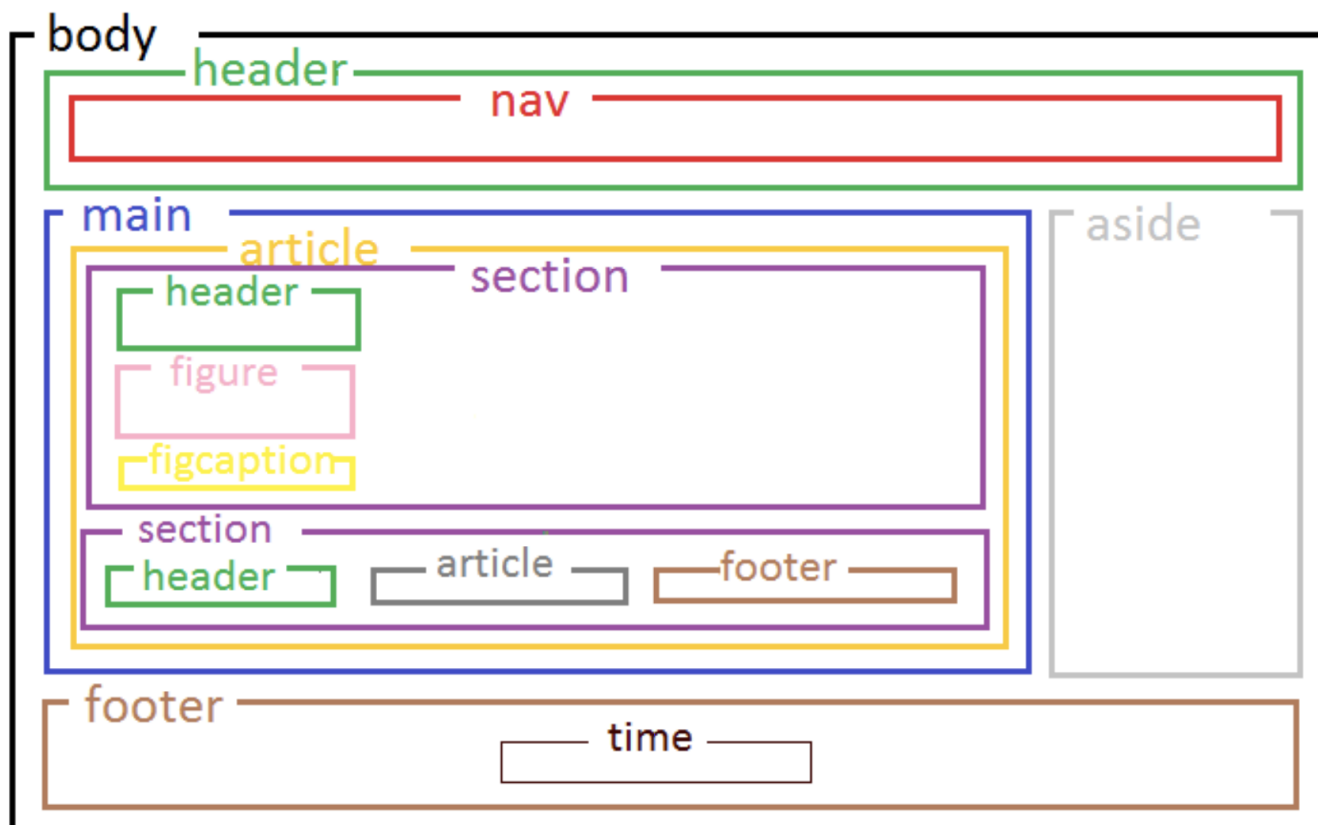 body
header
nav
main
aside
article
section
header
figure
figcaption
section
header
article
footer
footer
time